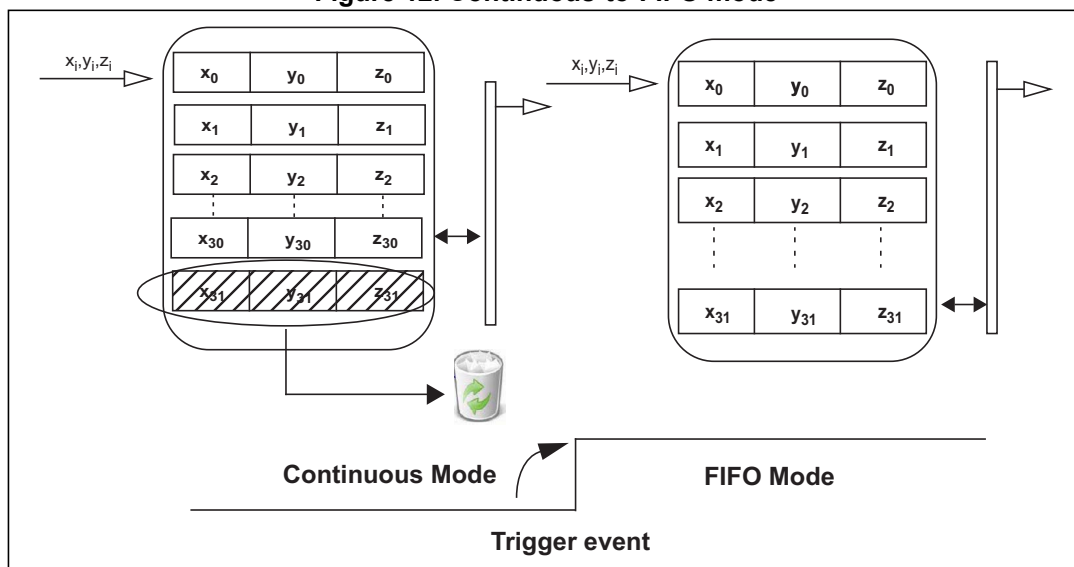 Figure 12. Continuous-to-FIFO Mode
xi,yi,zi
x0 y0 z0
x1 y1 z1
x2 y2 z2
x30 y30 z30
x31 y31 z31
xi,yi,zi
x0 y0 z0
x1 y1 z1
x2 y2 z2
x31 y31 z31
Continuous Mode
FIFO Mode
Trigger event